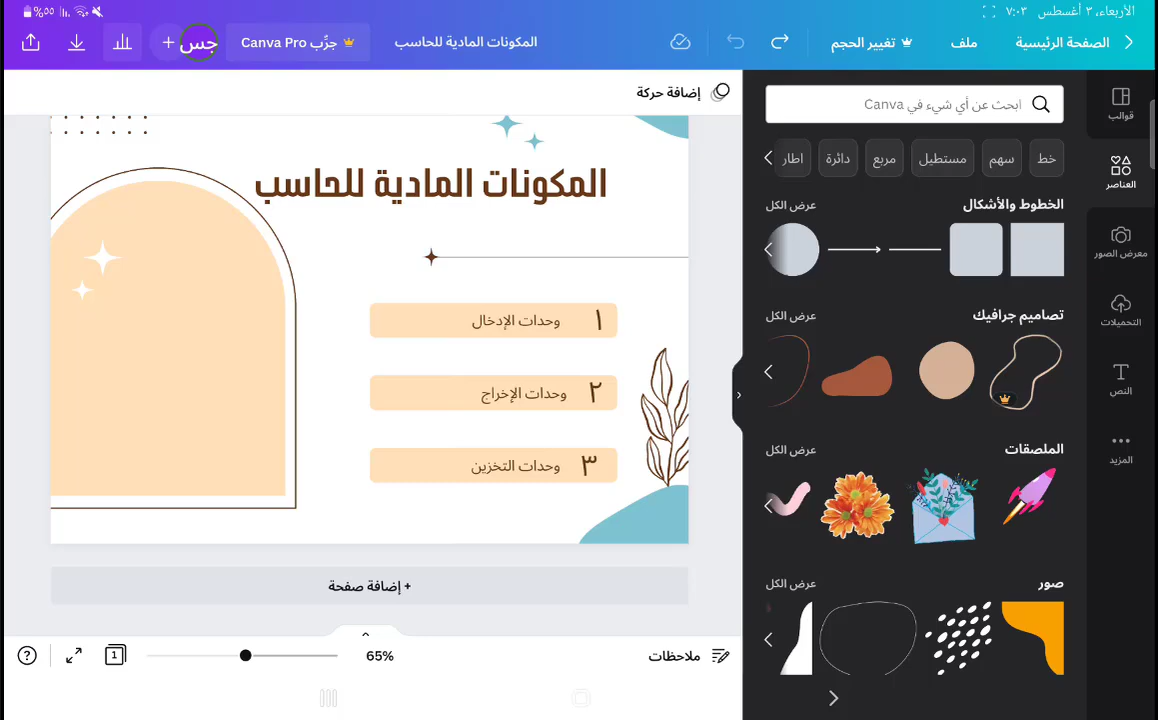 الأربعاء، ٣ أغسطس ٧:٠٣
%٥٥
الصفحة الرئيسية
ملف
تغيير الحجم
المكونات المادية للحاسب
جرِّب Canva Pro
جس
+
قوالب
العناصر
معرض الصور
التحميلات
النص
المزيد
ابحث عن أي شيء في Canva
خط
سهم
مستطيل
مربع
دائرة
اطار
الخطوط والأشكال
عرض الكل
تصاميم جرافيك
عرض الكل
الملصقات
عرض الكل
صور
عرض الكل
إضافة حركة
المكونات المادية للحاسب
١ وحدات الإدخال
٢ وحدات الإخراج
٣ وحدات التخزين
+ إضافة صفحة
ملاحظات
65%
1
?